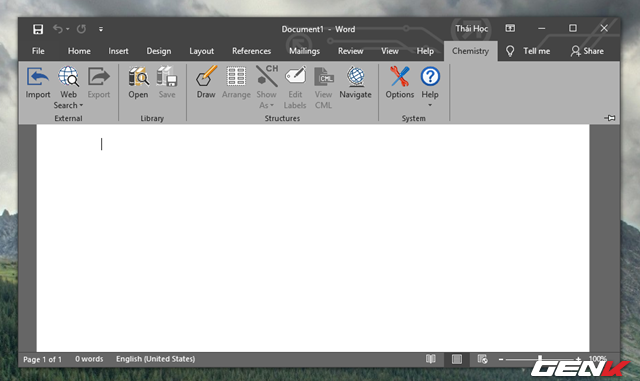 Document1 - Word
Thái Học
File Home Insert Design Layout References Mailings Review View Help Chemistry Tell me Share
Import Web Search Export Open Save Draw Arrange CH Show As Edit Labels CML View CML Navigate Options Help
External Library Structures System
Page 1 of 1 0 words English (United States) 100%
GENK